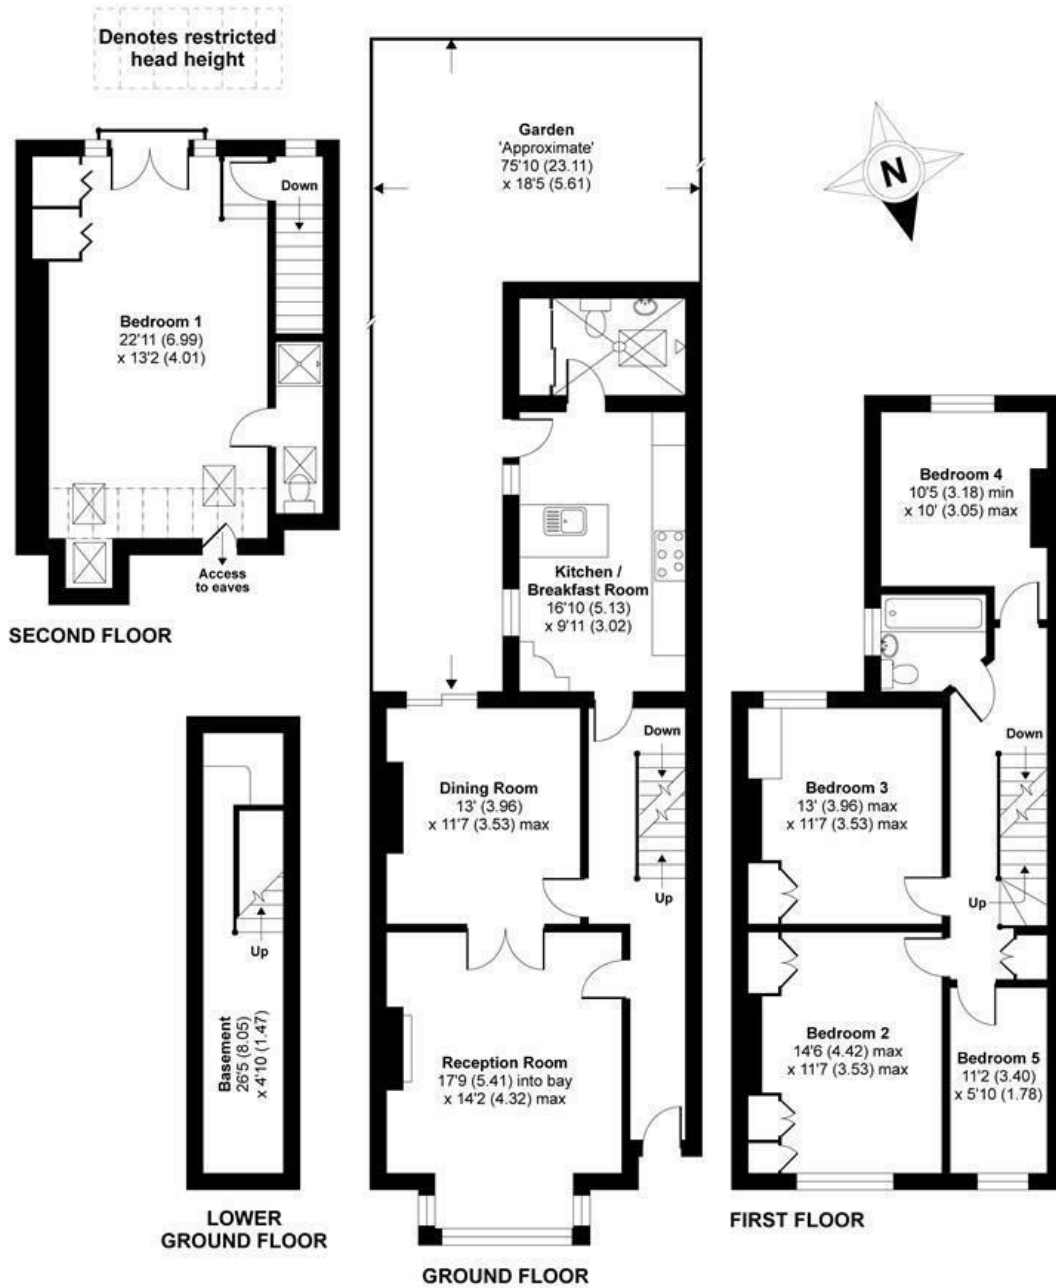 Denotes restricted
head height
Down
Bedroom 1
22'11 (6.99)
x 13'2 (4.01)
Access
to eaves
SECOND FLOOR
Garden
'Approximate'
75'10 (23.11)
x 18'5 (5.61)
N
Kitchen /
Breakfast Room
16'10 (5.13)
x 9'11 (3.02)
Down
Dining Room
13' (3.96)
x 11'7 (3.53) max
Up
Reception Room
17'9 (5.41) into bay
x 14'2 (4.32) max
GROUND FLOOR
Up
Basement
26'5 (8.05)
x 4'10 (1.47)
LOWER
GROUND FLOOR
Bedroom 4
10'5 (3.18) min
x 10' (3.05) max
Down
Bedroom 3
13' (3.96) max
x 11'7 (3.53) max
Up
Bedroom 2
14'6 (4.42) max
x 11'7 (3.53) max
Bedroom 5
11'2 (3.40)
x 5'10 (1.78)
FIRST FLOOR